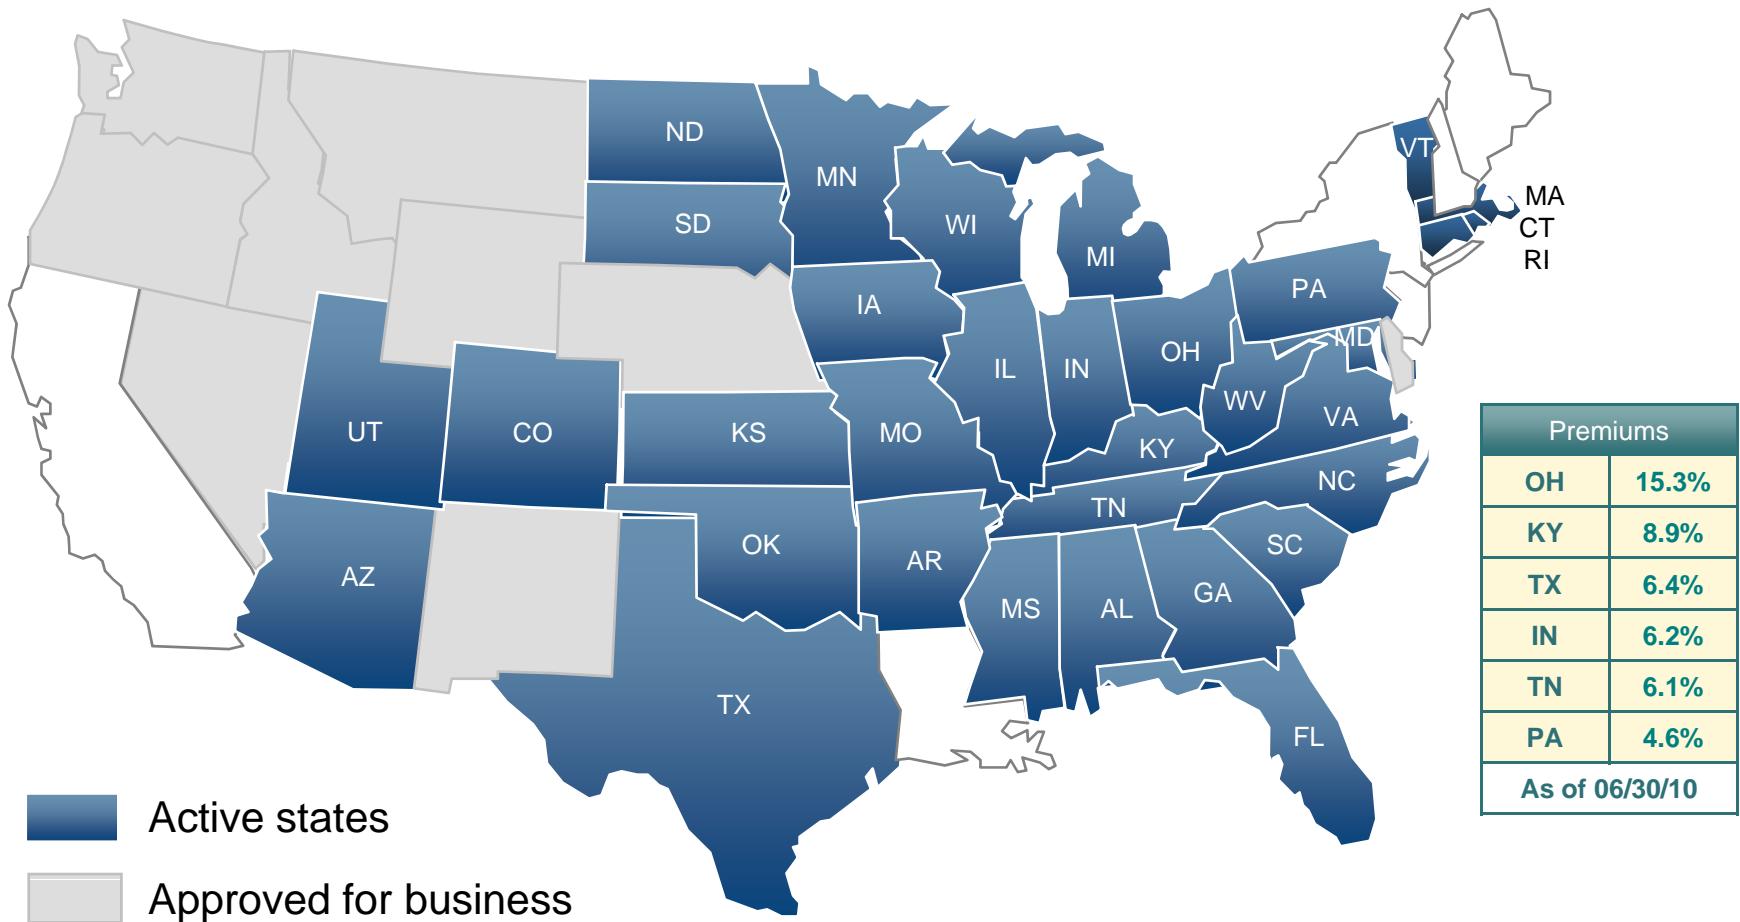 ND
MN
VT
MA
SD
WI
CT
MI
RI
IA
PA
MD
OH
IL
IN
WV
VA
UT
CO
KS
MO
KY
NC
TN
OK
SC
AR
AZ
GA
MS
AL
TX
FL
Premiums
OH 15.3%
KY 8.9%
TX 6.4%
IN 6.2%
TN 6.1%
PA 4.6%
As of 06/30/10
Active states
Approved for business